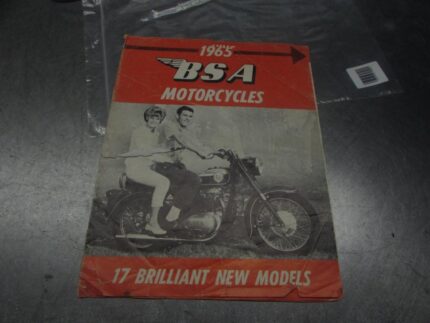 1965
BSA
MOTORCYCLES
17 BRILLIANT NEW MODELS